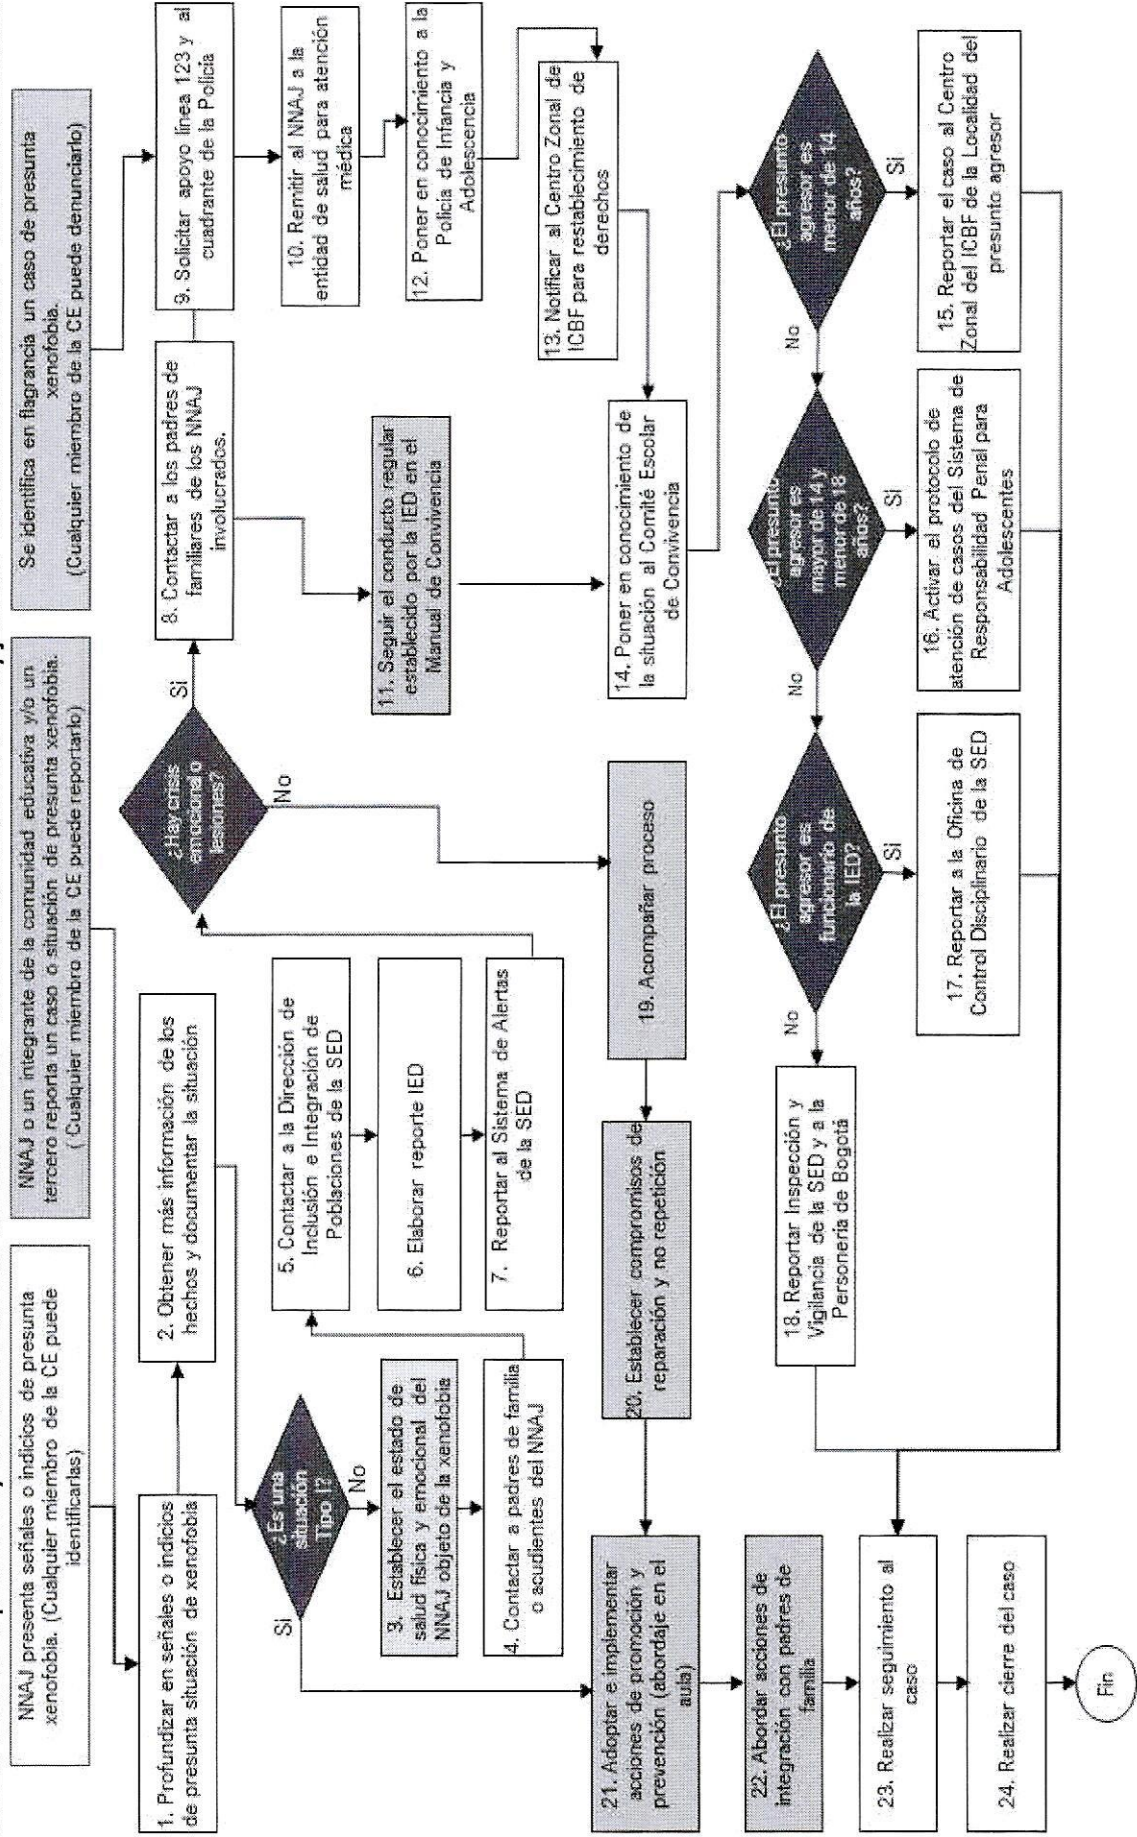 NNAJ presenta señales o indicios de presunta
xenofobia. (Cualquier miembro de la CE puede
identificarlas)
NNAJ o un integrante de la comunidad educativa y/o un
tercero reporta un caso o situación de presunta xenofobia.
( Cualquier miembro de la CE puede reportarlo)
Se identifica en flagrancia un caso de presunta
xenofobia.
(Cualquier miembro de la CE puede denunciarlo)
1. Profundizar en señales o indicios
de presunta situación de xenofobia
2. Obtener más información de los
hechos y documentar la situación
¿Es una
situación
Tipo I?
Si
No
3. Establecer el estado de
salud física y emocional del
NNAJ objeto de la xenofobia
4. Contactar a padres de familia
o acudientes del NNAJ
5. Contactar a la Dirección de
Inclusión e Integración de
Poblaciones de la SED
6. Elaborar reporte IED
7. Reportar al Sistema de Alertas
de la SED
¿Hay crisis
emocional o
lesiones?
Si
No
8. Contactar a los padres de
familiares de los NNAJ
involucrados.
9. Solicitar apoyo línea 123 y al
cuadrante de la Policía
10. Remitir al NNAJ a la
entidad de salud para atención
médica
11. Seguir el conducto regular
establecido por la IED en el
Manual de Convivencia
12. Poner en conocimiento a la
Policía de Infancia y
Adolescencia
13. Notificar al Centro Zonal de
ICBF para restablecimiento de
derechos
14. Poner en conocimiento de
la situación al Comité Escolar
de Convivencia
¿El presunto
agresor es
menor de 14
años?
Si
No
15. Reportar el caso al Centro
Zonal del ICBF de la Localidad del
presunto agresor
¿El presunto
agresor es
mayor de 14 y
menor de 18
años?
Si
No
16. Activar el protocolo de
atención de casos del Sistema de
Responsabilidad Penal para
Adolescentes
¿El presunto
agresor es
funcionario de
la IED?
Si
No
17. Reportar a la Oficina de
Control Disciplinario de la SED
18. Reportar Inspección y
Vigilancia de la SED y a la
Personería de Bogotá
19. Acompañar proceso
20. Establecer compromisos de
reparación y no repetición
21. Adoptar e implementar
acciones de promoción y
prevención (abordaje en el
aula)
22. Abordar acciones de
integración con padres de
familia
23. Realizar seguimiento al
caso
24. Realizar cierre del caso
Fin